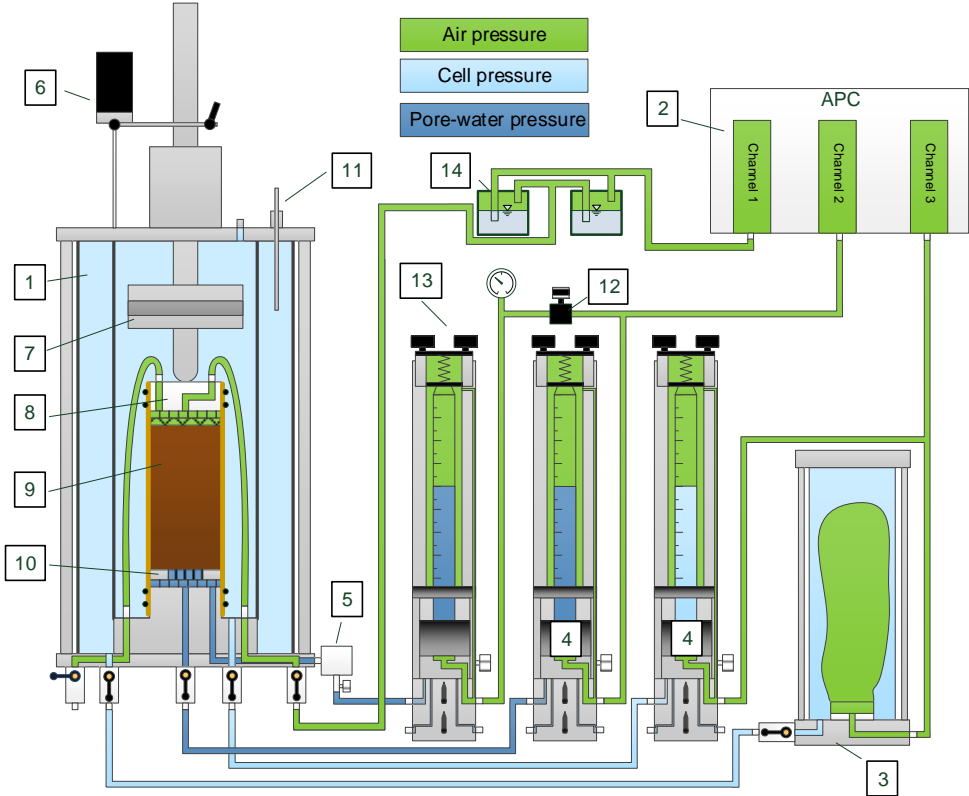 Air pressure
Cell pressure
Pore-water pressure
6
2
APC
Channel 1
Channel 2
Channel 3
14
11
1
13
12
7
8
9
10
5
4
4
3